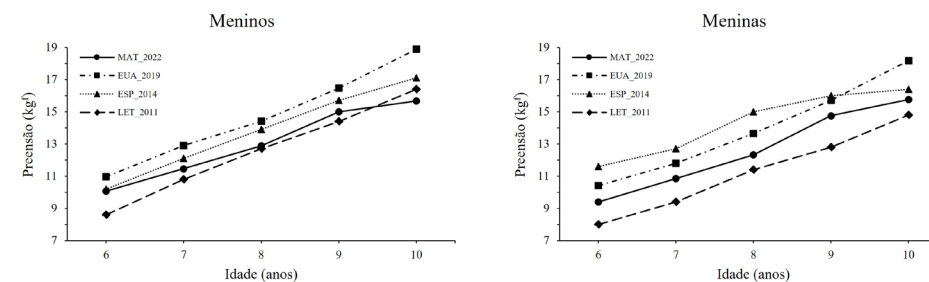 Meninos
19
17
15
13
11
9
7
Preensão (kgᶠ)
MAT_2022
EUA_2019
ESP_2014
LET_2011
6 7 8 9 10
Idade (anos)
Meninas
19
17
15
13
11
9
7
Preensão (kgᶠ)
MAT_2022
EUA_2019
ESP_2014
LET_2011
6 7 8 9 10
Idade (anos)